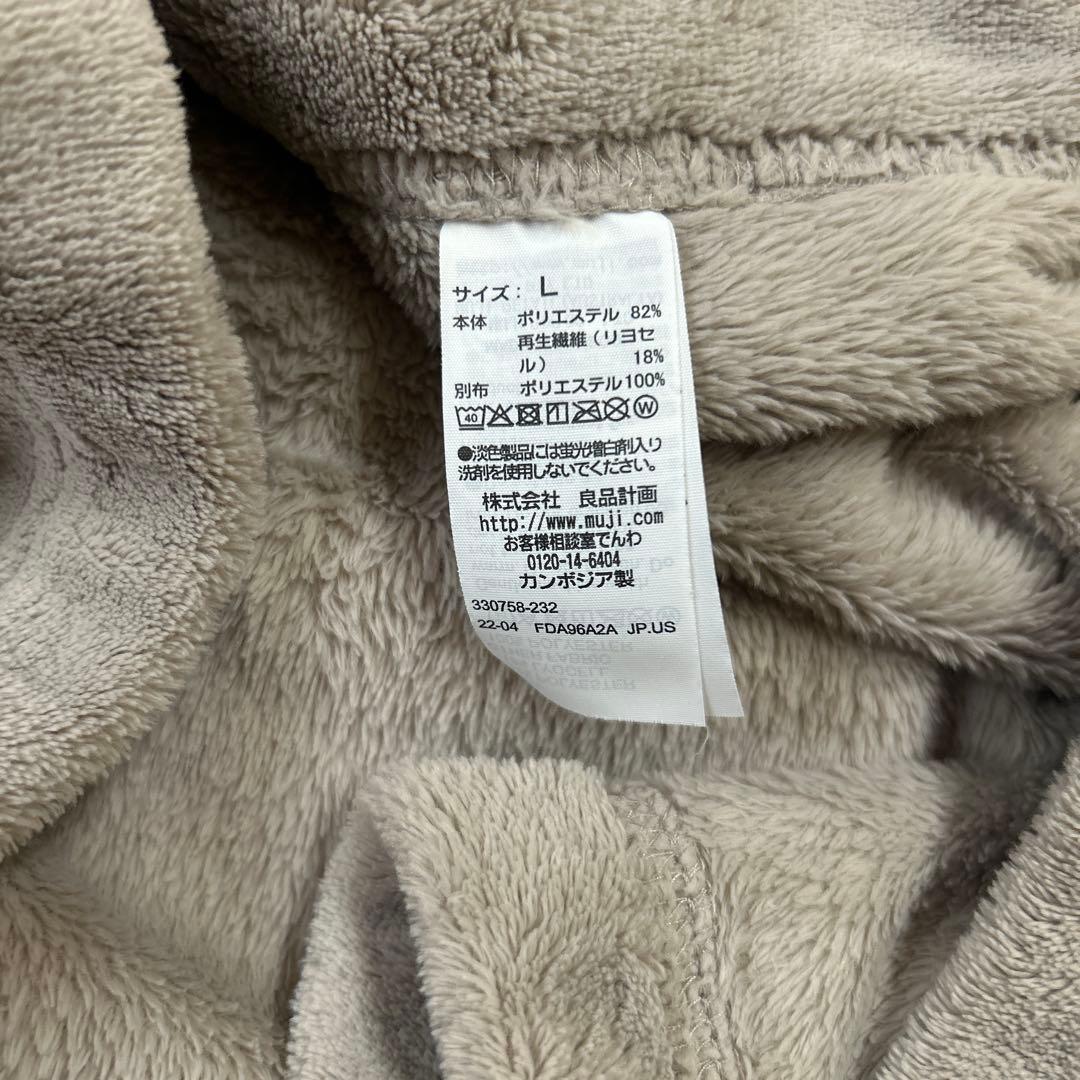 サイズ: L
本体 ポリエステル 82%
再生繊維(リヨセ
ル) 18%
別布 ポリエステル100%
40 W
●淡色製品には蛍光増白剤入り
洗剤を使用しないでください。
株式会社 良品計画
http://www.muji.com
お客様相談室でんわ
0120-14-6404
カンボジア製
330758-232
22-04 FDA96A2A JP.US